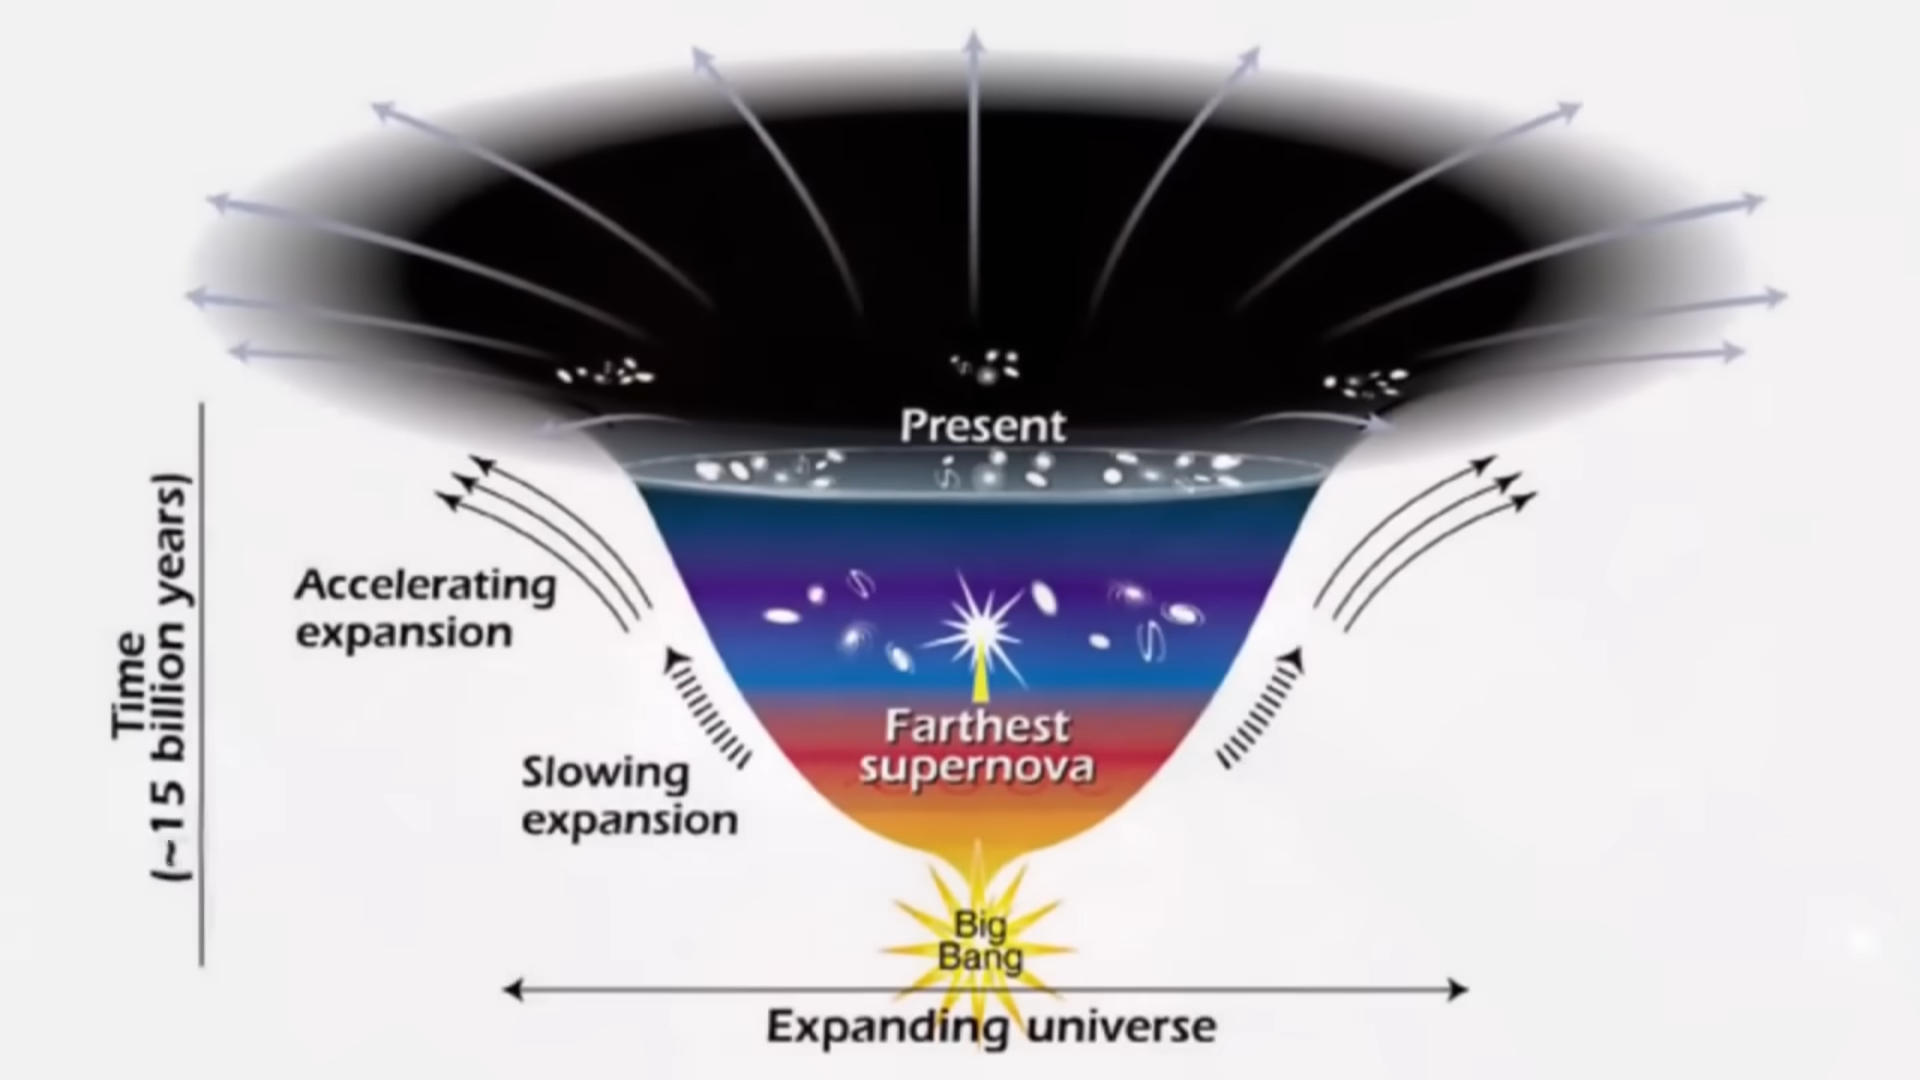 Present
Time
(~15 billion years)
Accelerating
expansion
Farthest
supernova
Slowing
expansion
Big
Bang
Expanding universe